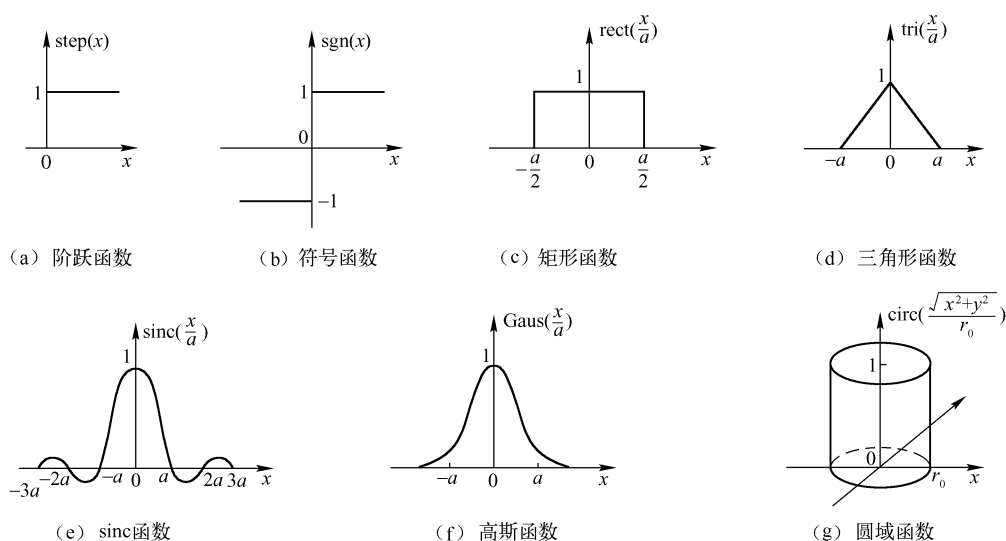 step(x)
1
0
x
(a) 阶跃函数
sgn(x)
1
0
x
−1
(b) 符号函数
rect(x/a)
1
−a/2
0
a/2
x
(c) 矩形函数
tri(x/a)
1
−a
0
a
x
(d) 三角形函数
sinc(x/a)
1
−3a
−2a
−a
0
a
2a
3a
x
(e) sinc函数
Gaus(x/a)
1
−a
0
a
x
(f) 高斯函数
circ(√x²+y²/r₀)
1
0
r₀
x
(g) 圆域函数